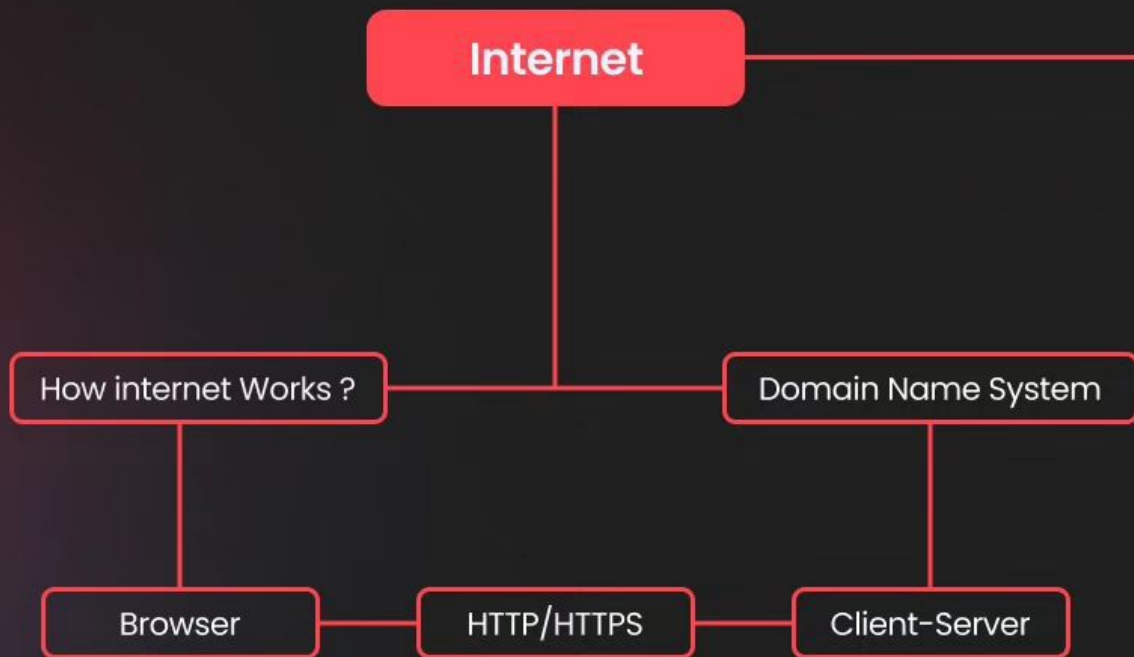 Internet
How internet Works ?
Domain Name System
Browser
HTTP/HTTPS
Client-Server